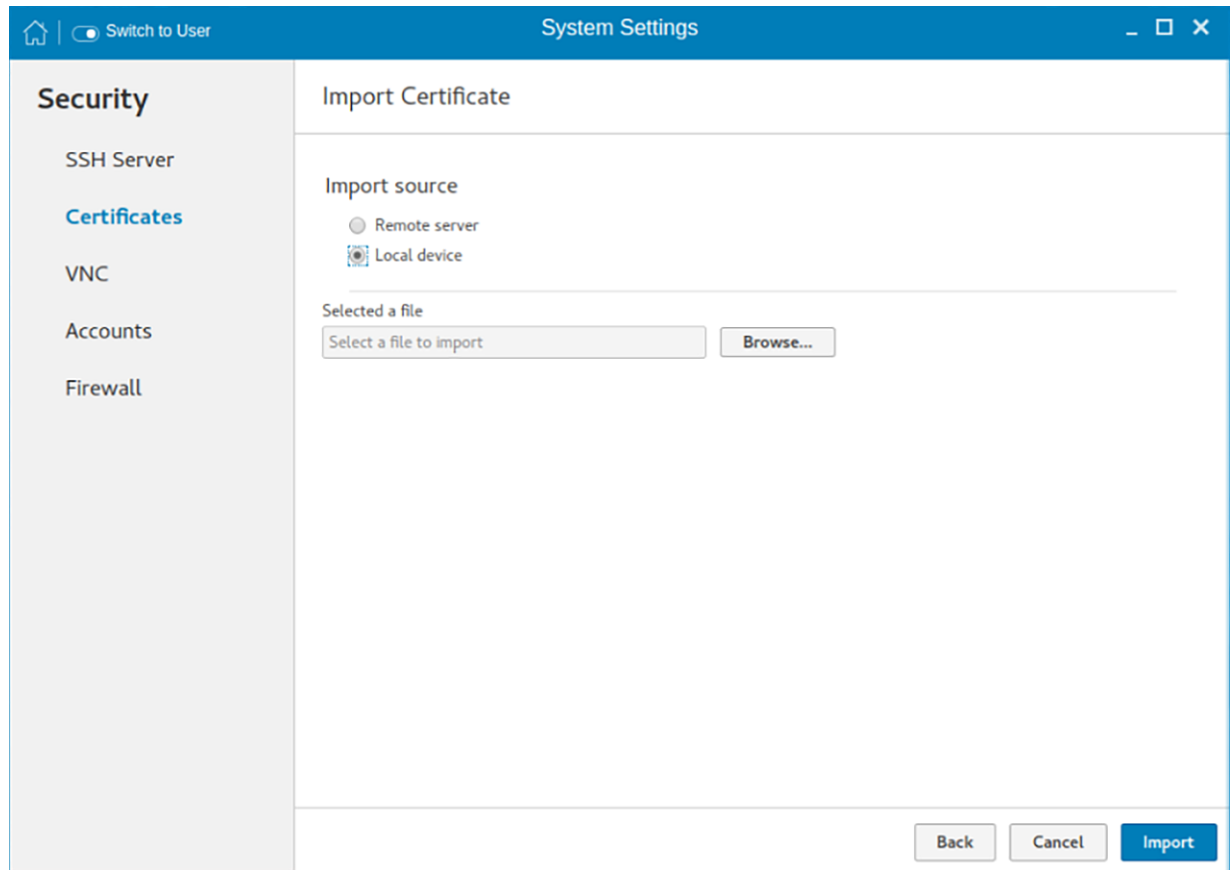 Switch to User
System Settings
Security
SSH Server
Certificates
VNC
Accounts
Firewall
Import Certificate
Import source
Remote server
Local device
Selected a file
Select a file to import
Browse...
Back
Cancel
Import